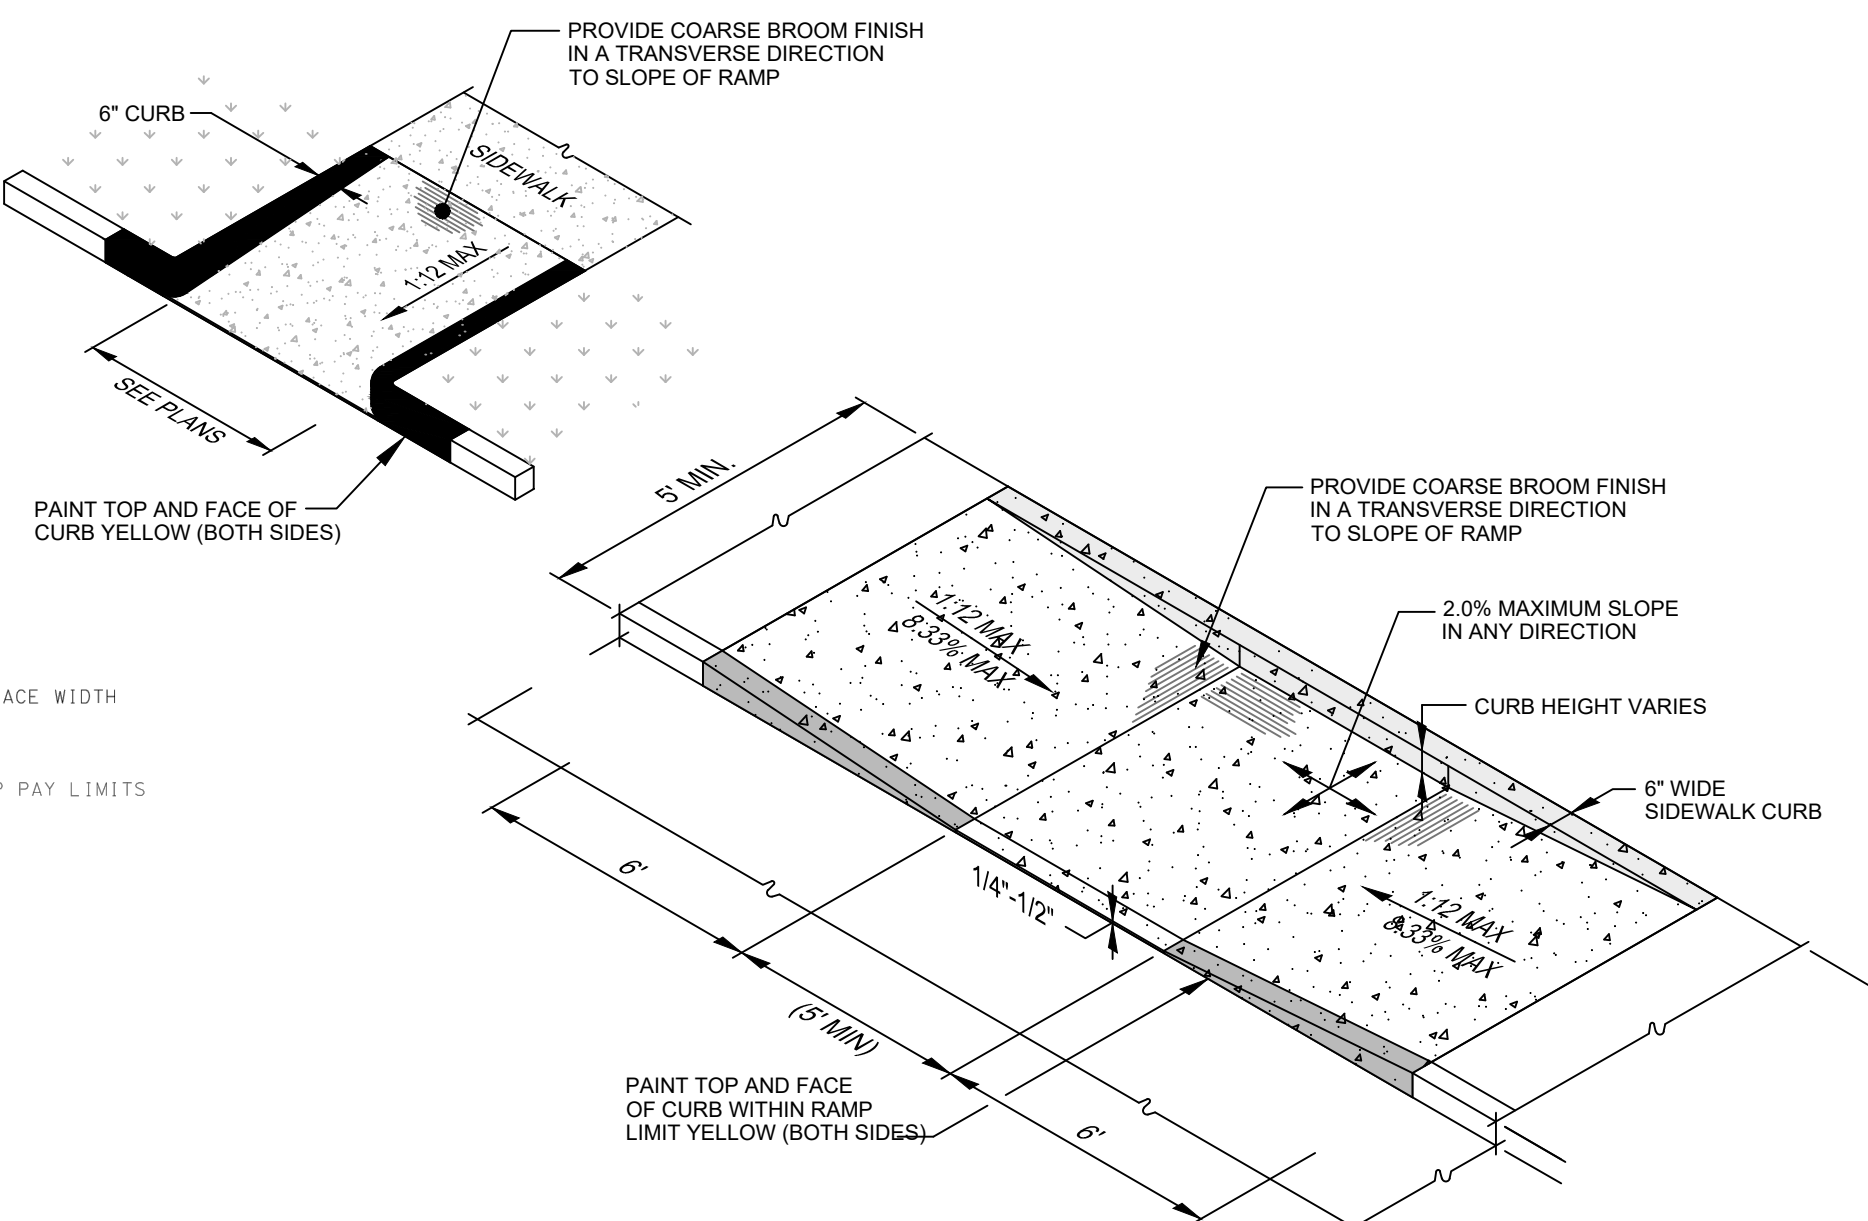 PROVIDE COARSE BROOM FINISH
IN A TRANSVERSE DIRECTION
TO SLOPE OF RAMP
6" CURB
SIDEWALK
1:12 MAX
SEE PLANS
PAINT TOP AND FACE OF
CURB YELLOW (BOTH SIDES)
5' MIN.
PROVIDE COARSE BROOM FINISH
IN A TRANSVERSE DIRECTION
TO SLOPE OF RAMP
1:12 MAX
8.33% MAX
2.0% MAXIMUM SLOPE
IN ANY DIRECTION
ACE WIDTH
CURB HEIGHT VARIES
PAY LIMITS
6" WIDE
SIDEWALK CURB
6'
1/4"-1/2"
1:12 MAX
8.33% MAX
(5' MIN)
PAINT TOP AND FACE
OF CURB WITHIN RAMP
LIMIT YELLOW (BOTH SIDES)
6'